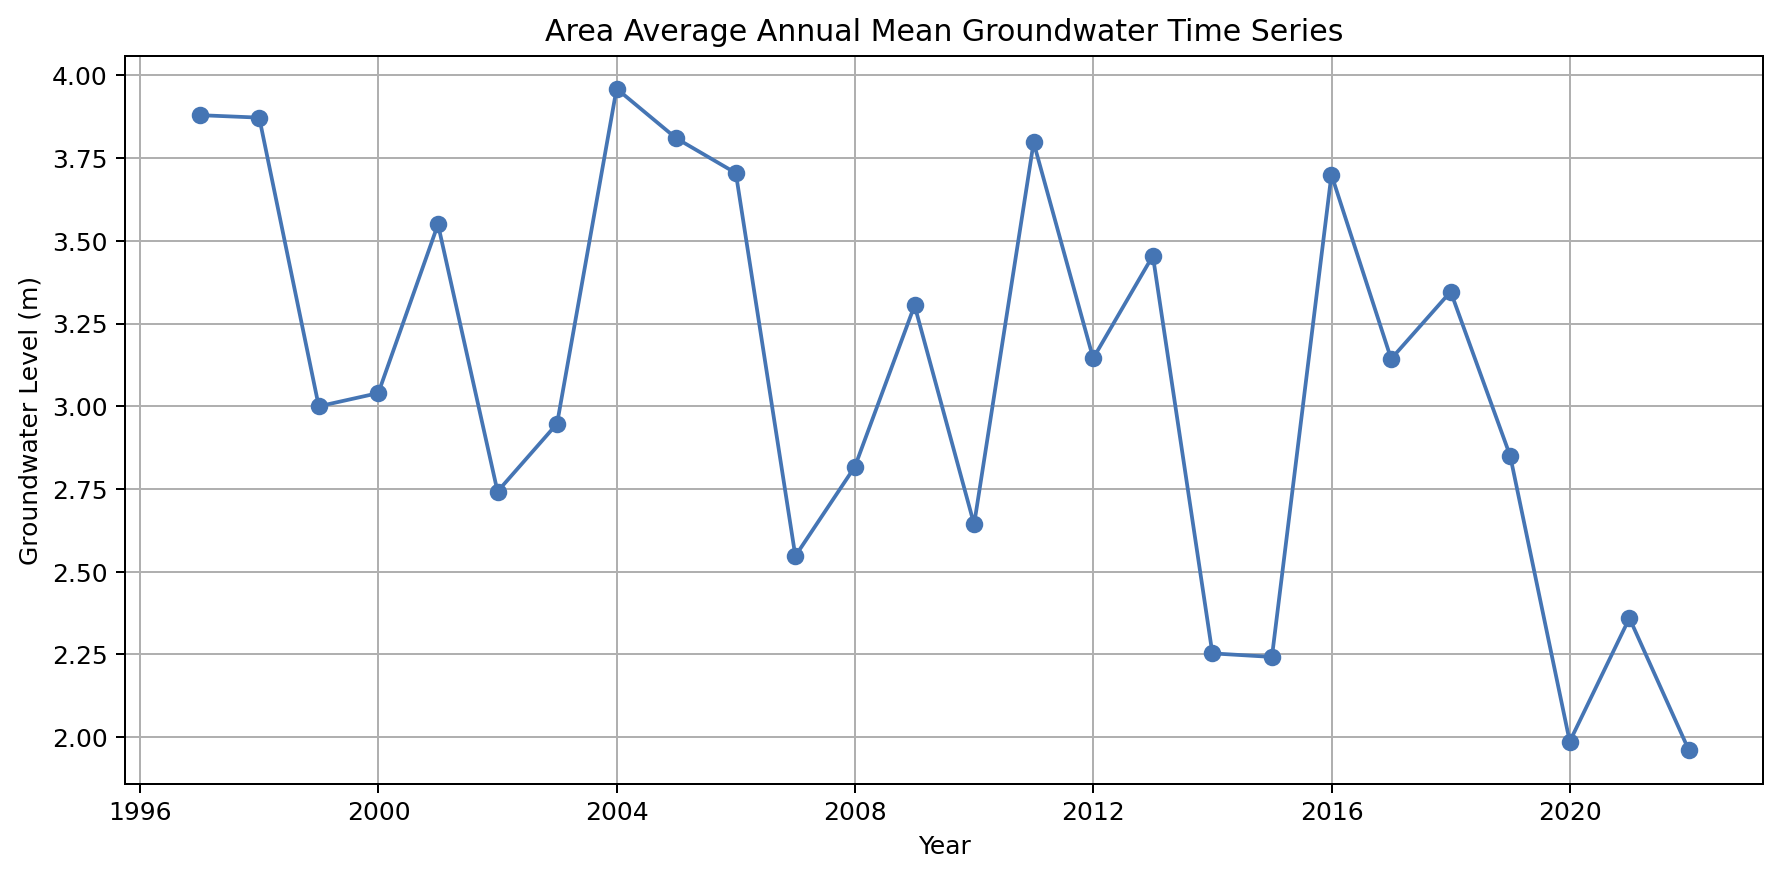 Area Average Annual Mean Groundwater Time Series
Groundwater Level (m)
4.00
3.75
3.50
3.25
3.00
2.75
2.50
2.25
2.00
1996 2000 2004 2008 2012 2016 2020
Year